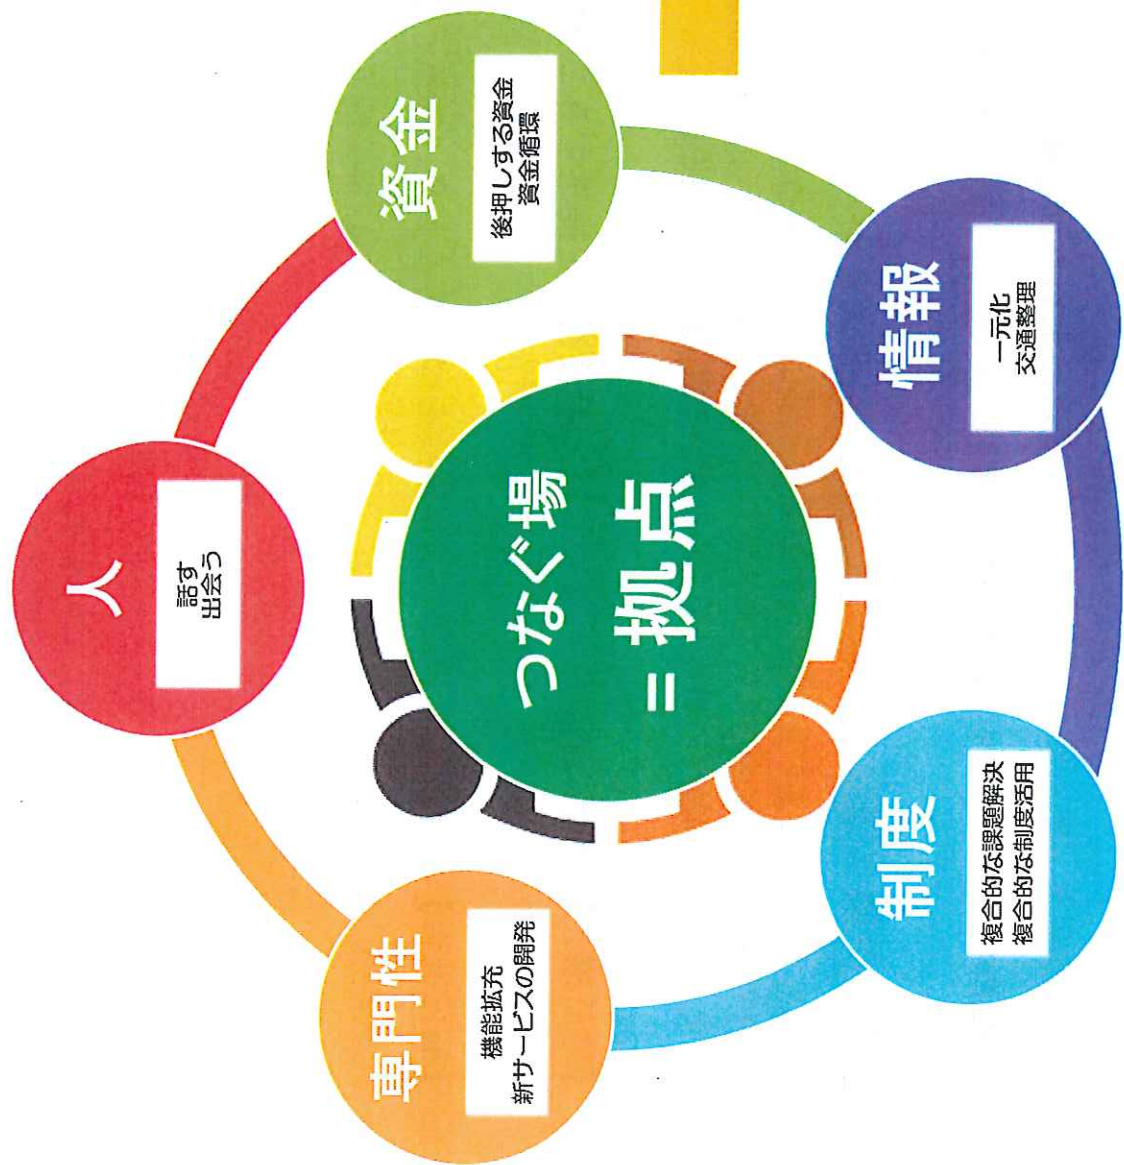 人
話す
出会う
専門性
機能拡充
新サービスの開発
つなぐ場
＝拠点
資金
後押しする資金
資金循環
制度
複合的な課題解決
複合的な制度活用
情報
一元化
交通整理